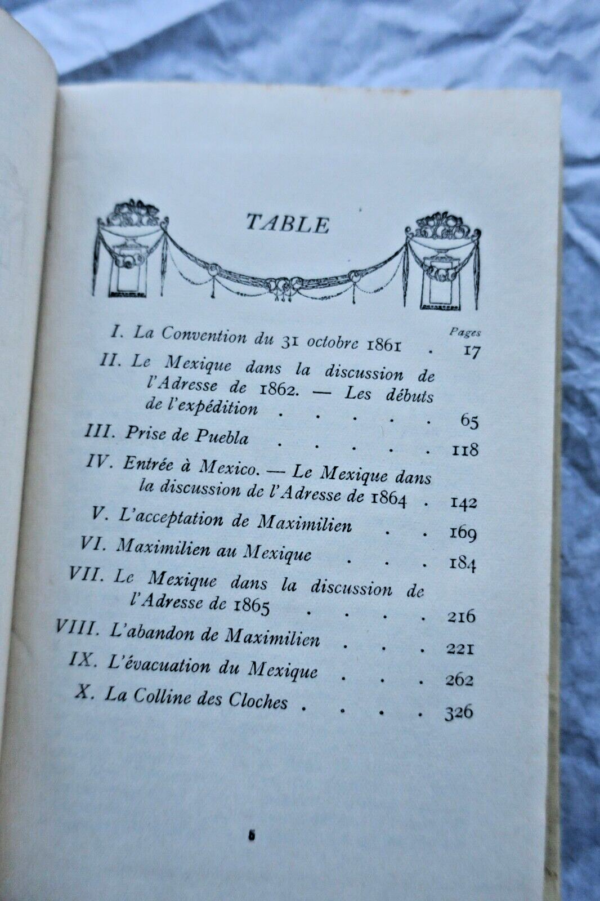 TABLE
Pages
I. La Convention du 31 octobre 1861 . 17
II. Le Mexique dans la discussion de
l'Adresse de 1862. — Les débuts
de l'expédition . . . . . 65
III. Prise de Puebla . . . . . 118
IV. Entrée à Mexico. — Le Mexique dans
la discussion de l'Adresse de 1864 . 142
V. L'acceptation de Maximilien . . 169
VI. Maximilien au Mexique . . . 184
VII. Le Mexique dans la discussion de
l'Adresse de 1865 . . . . 216
VIII. L'abandon de Maximilien . . . 221
IX. L'évacuation du Mexique . . . 262
X. La Colline des Cloches . . . . 326